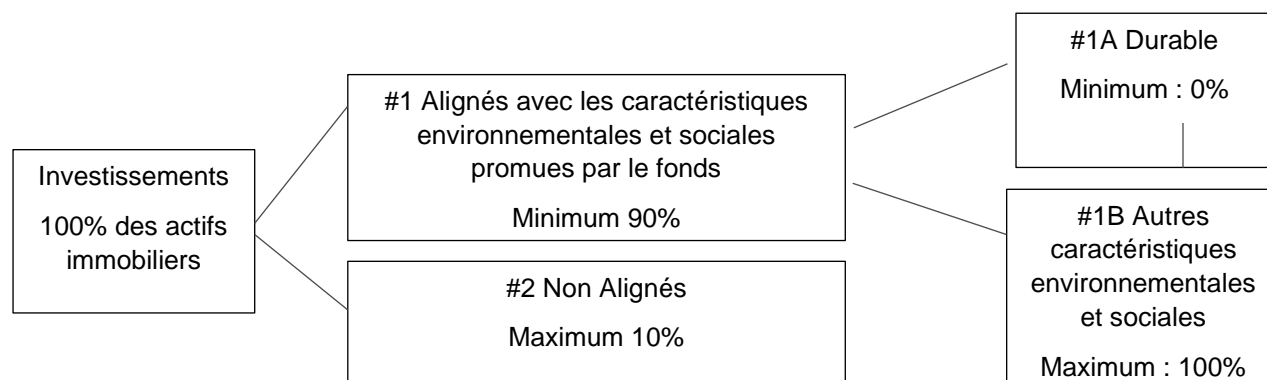 Investissements
100% des actifs
immobiliers
#1 Alignés avec les caractéristiques
environnementales et sociales
promues par le fonds
Minimum 90%
#2 Non Alignés
Maximum 10%
#1A Durable
Minimum : 0%
#1B Autres
caractéristiques
environnementales
et sociales
Maximum : 100%